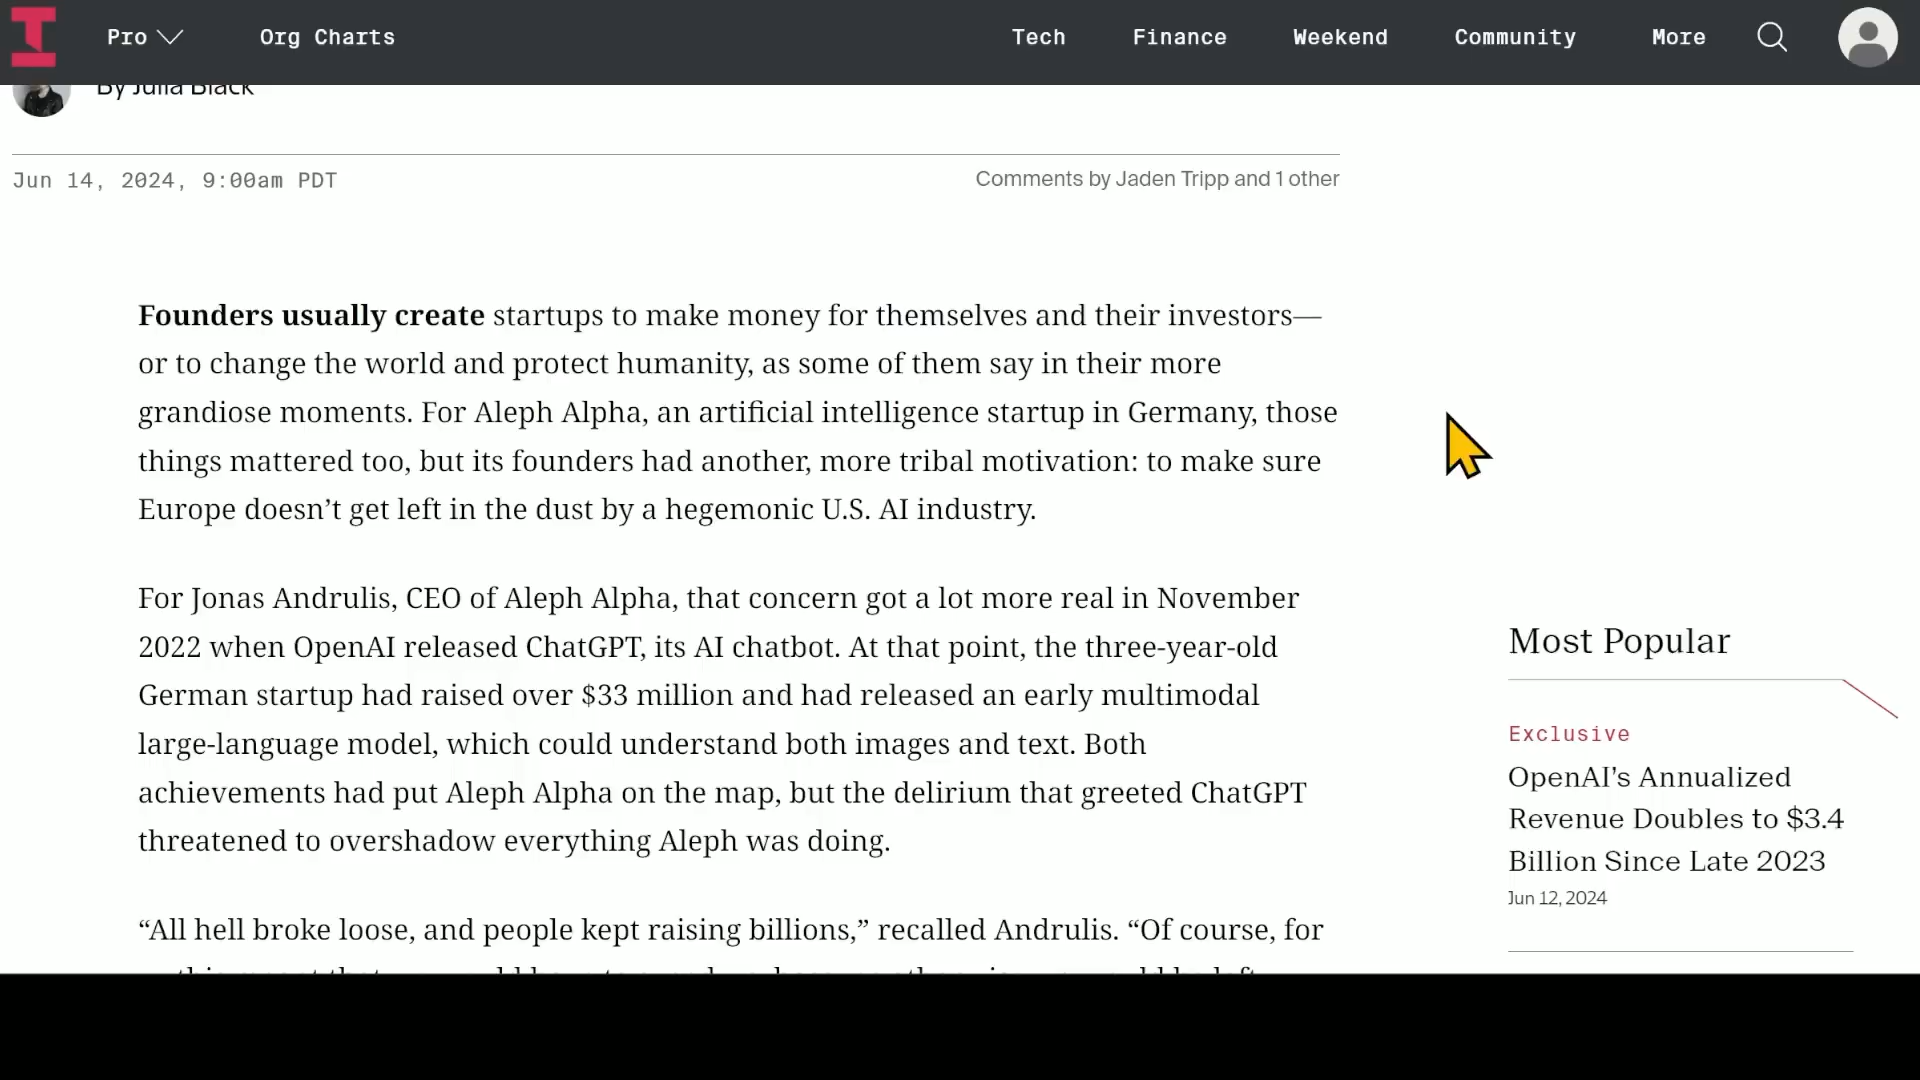 Pro
Org Charts
Tech
Finance
Weekend
Community
More
By Julia Black
Jun 14, 2024, 9:00am PDT
Comments by Jaden Tripp and 1 other
Founders usually create startups to make money for themselves and their investors—
or to change the world and protect humanity, as some of them say in their more
grandiose moments. For Aleph Alpha, an artificial intelligence startup in Germany, those
things mattered too, but its founders had another, more tribal motivation: to make sure
Europe doesn’t get left in the dust by a hegemonic U.S. AI industry.
For Jonas Andrulis, CEO of Aleph Alpha, that concern got a lot more real in November
2022 when OpenAI released ChatGPT, its AI chatbot. At that point, the three-year-old
German startup had raised over $33 million and had released an early multimodal
large-language model, which could understand both images and text. Both
achievements had put Aleph Alpha on the map, but the delirium that greeted ChatGPT
threatened to overshadow everything Aleph was doing.
“All hell broke loose, and people kept raising billions,” recalled Andrulis. “Of course, for
Most Popular
Exclusive
OpenAI’s Annualized
Revenue Doubles to $3.4
Billion Since Late 2023
Jun 12, 2024